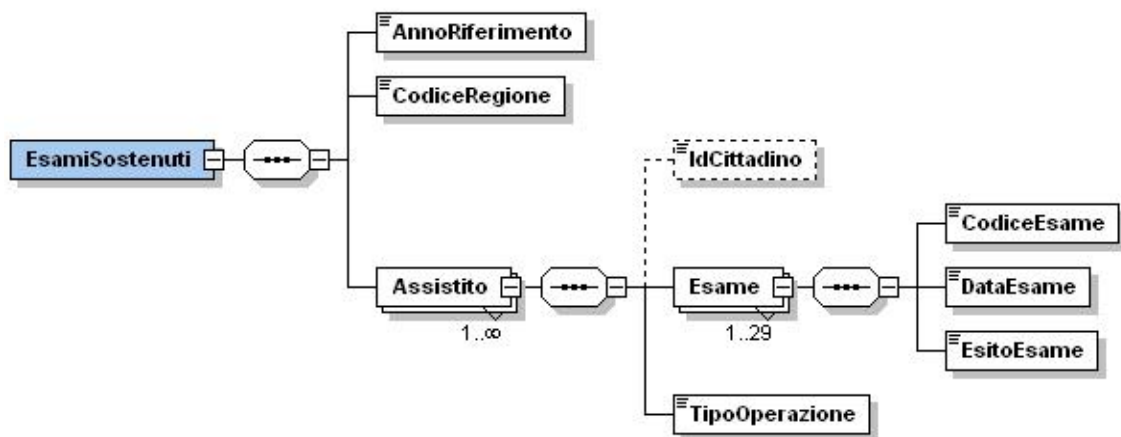 AnnoRiferimento
CodiceRegione
EsamiSostenuti
IdCittadino
CodiceEsame
Assistito
Esame
DataEsame
1..∞
1..29
EsitoEsame
TipoOperazione